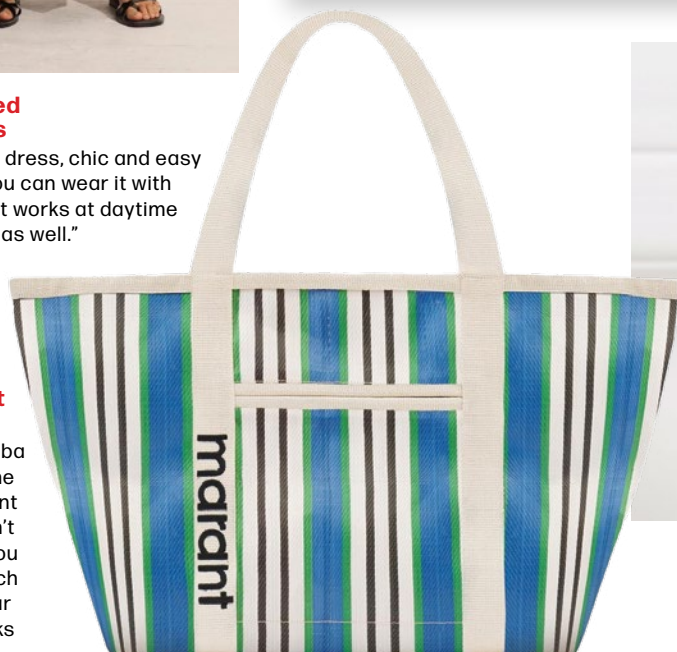 ed
s
dress, chic and easy
ou can wear it with
t works at daytime
as well.”
t
ba
ne
nt
’t
ou
ch
ur
ks
marant